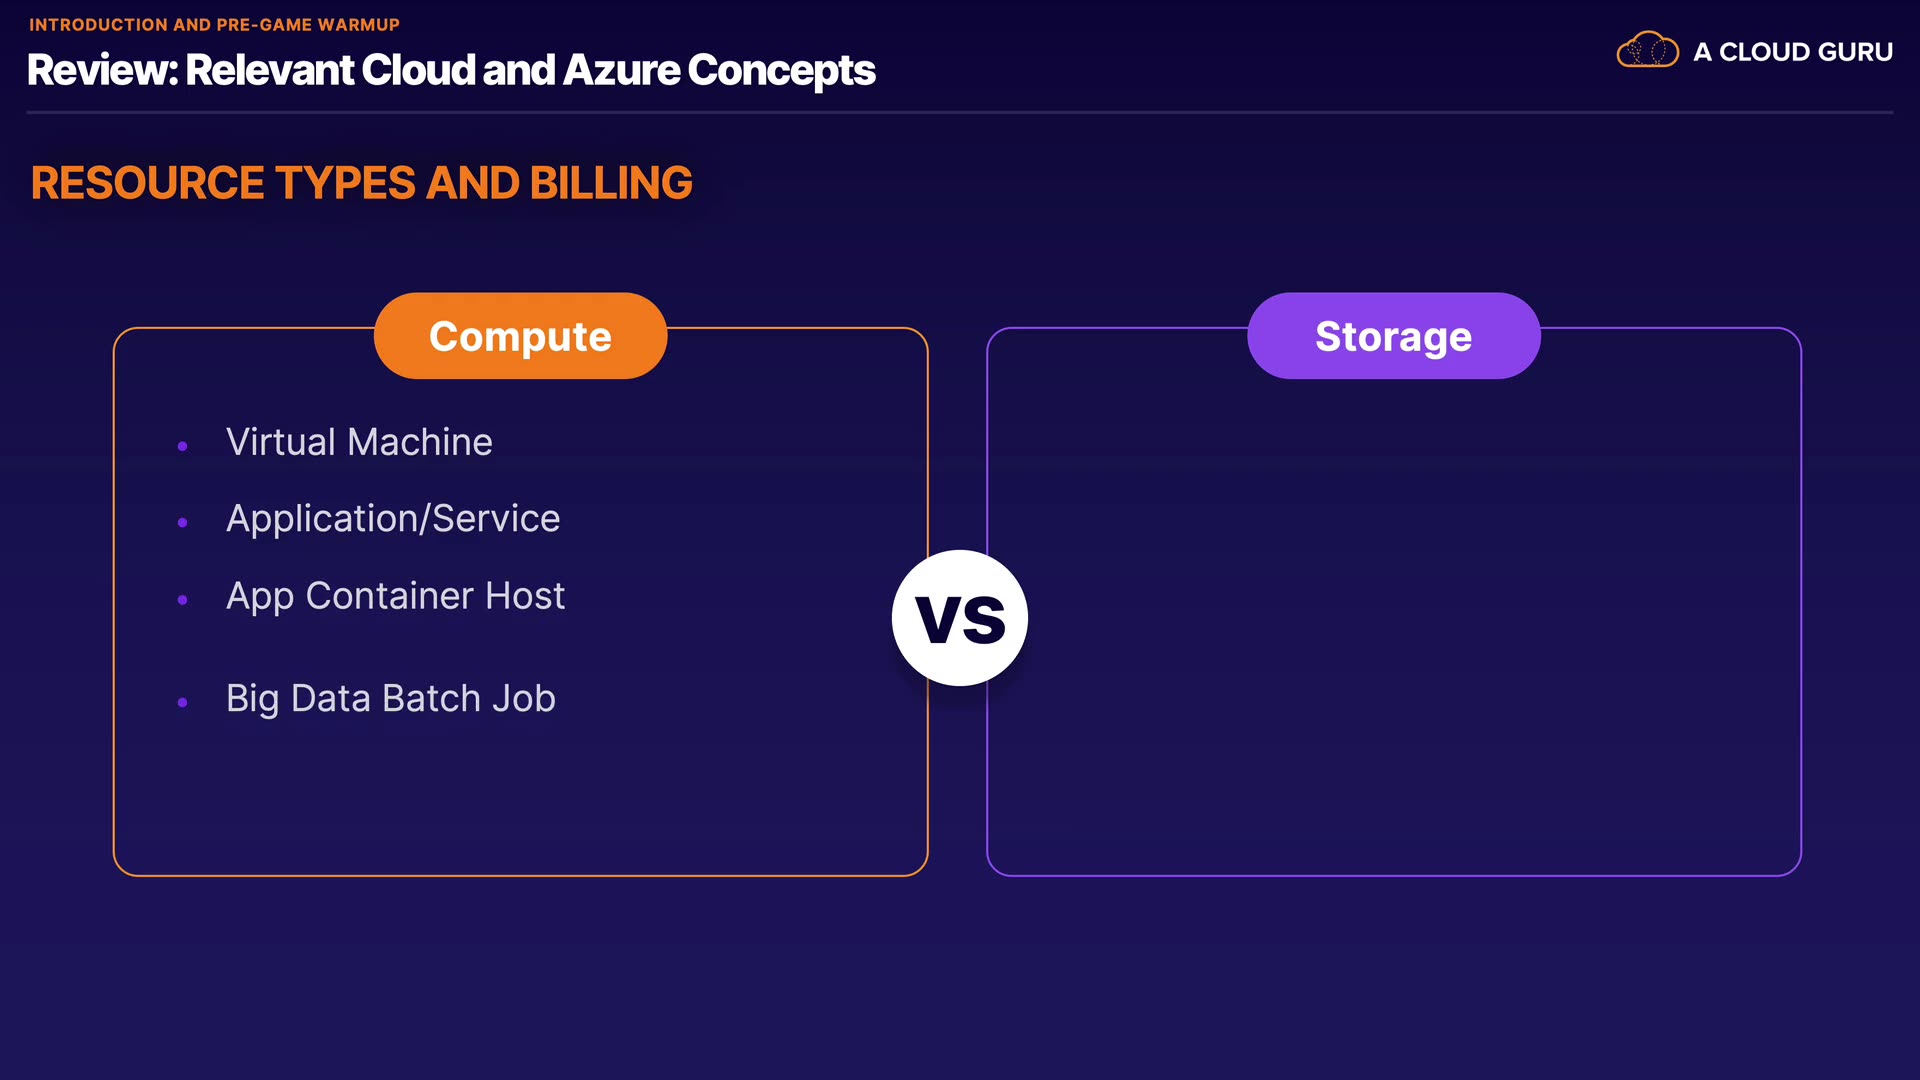 INTRODUCTION AND PRE-GAME WARMUP
Review: Relevant Cloud and Azure Concepts
A CLOUD GURU
RESOURCE TYPES AND BILLING
Compute
Virtual Machine
Application/Service
App Container Host
Big Data Batch Job
VS
Storage